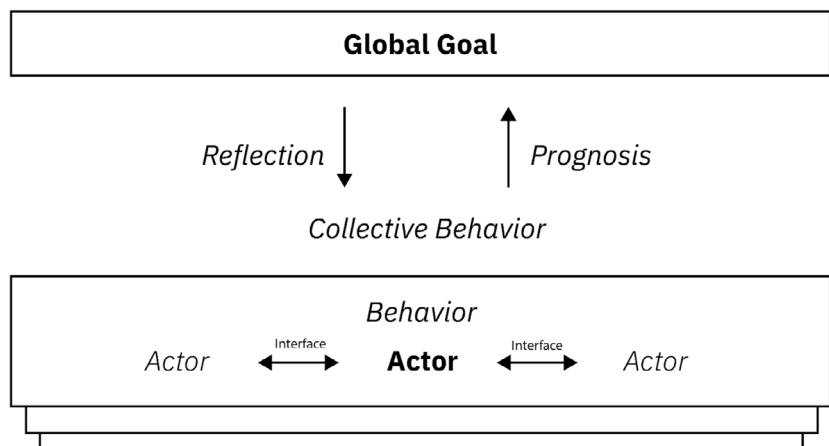 Global Goal
Reflection Prognosis
Collective Behavior
Behavior
Interface Interface
Actor Actor Actor